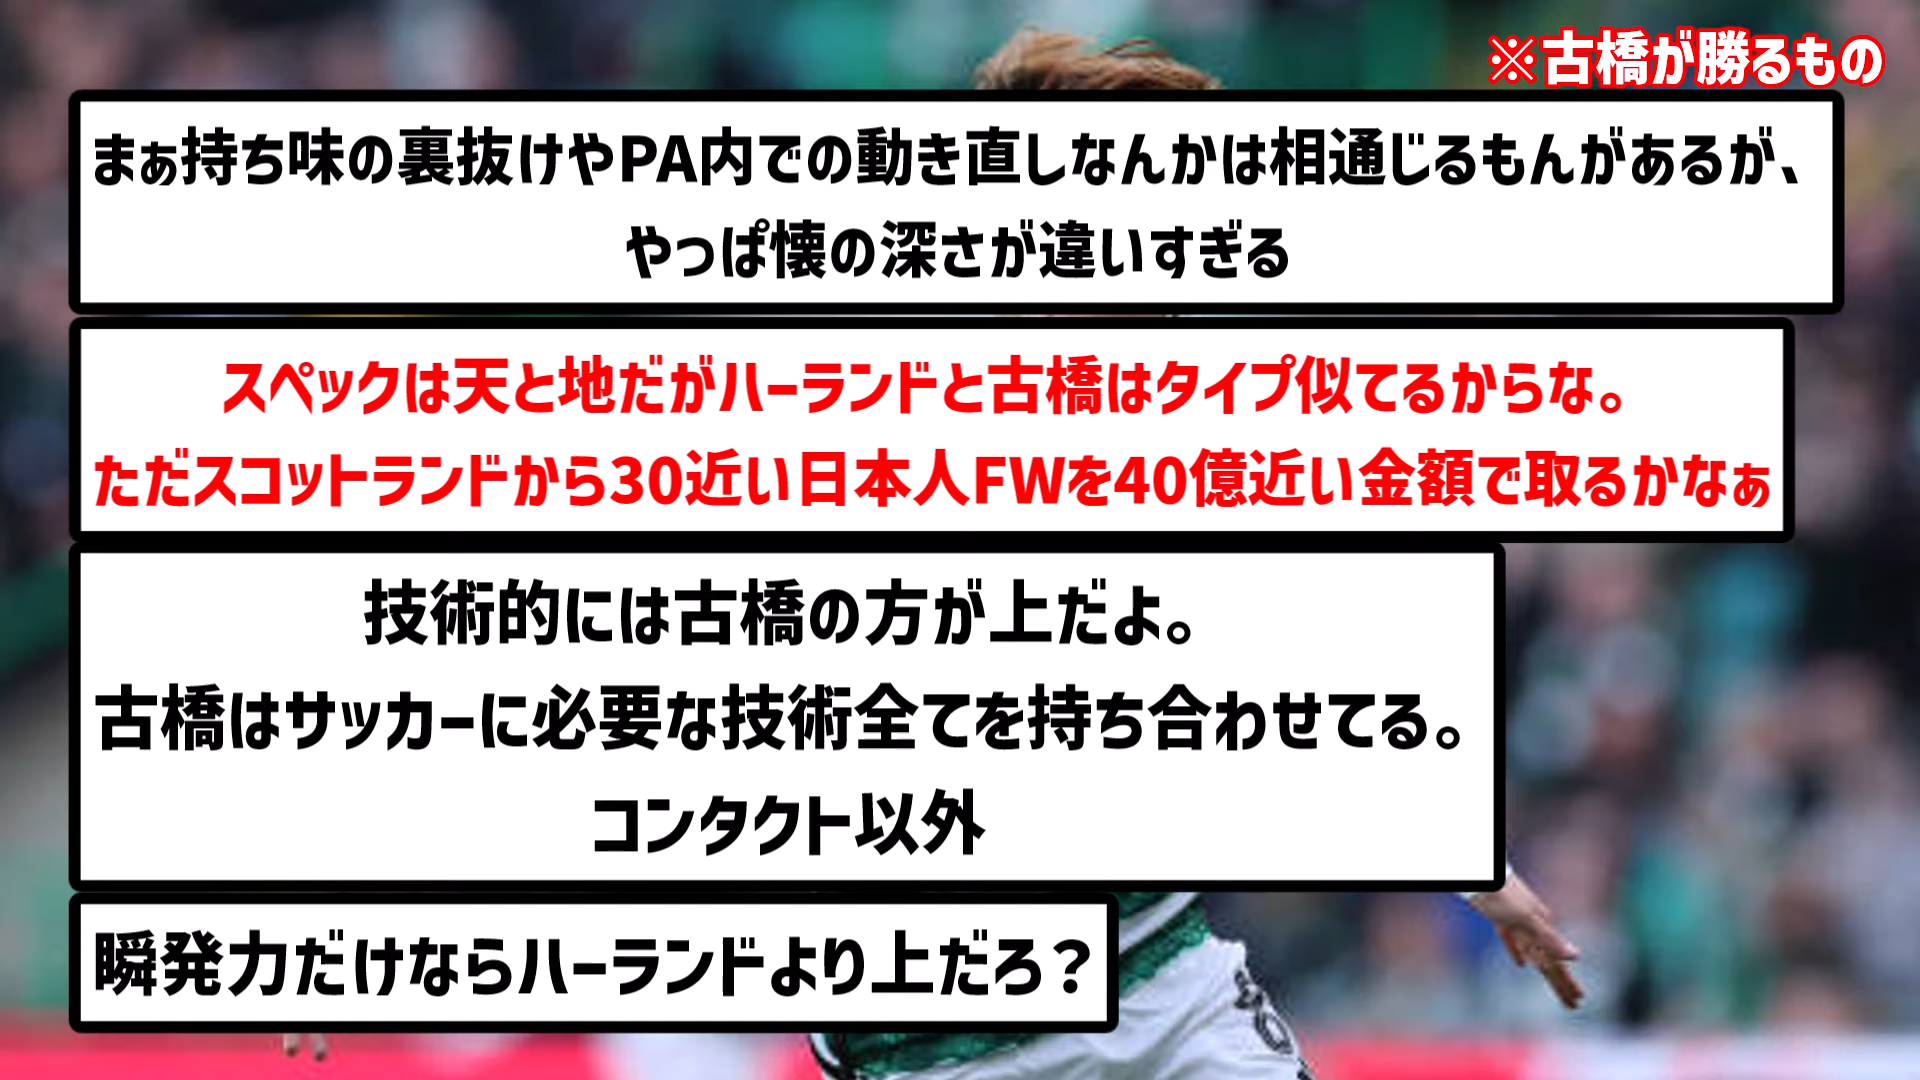 ※古橋が勝るもの
まぁ持ち味の裏抜けやPA内での動き直しなんかは相通じるもんがあるが、
やっぱ懐の深さが違いすぎる
スペックは天と地だがハーランドと古橋はタイプ似てるからな。
ただスコットランドから30近い日本人FWを40億近い金額で取るかなぁ
技術的には古橋の方が上だよ。
古橋はサッカーに必要な技術全てを持ち合わせてる。
コンタクト以外
瞬発力だけならハーランドより上だろ？